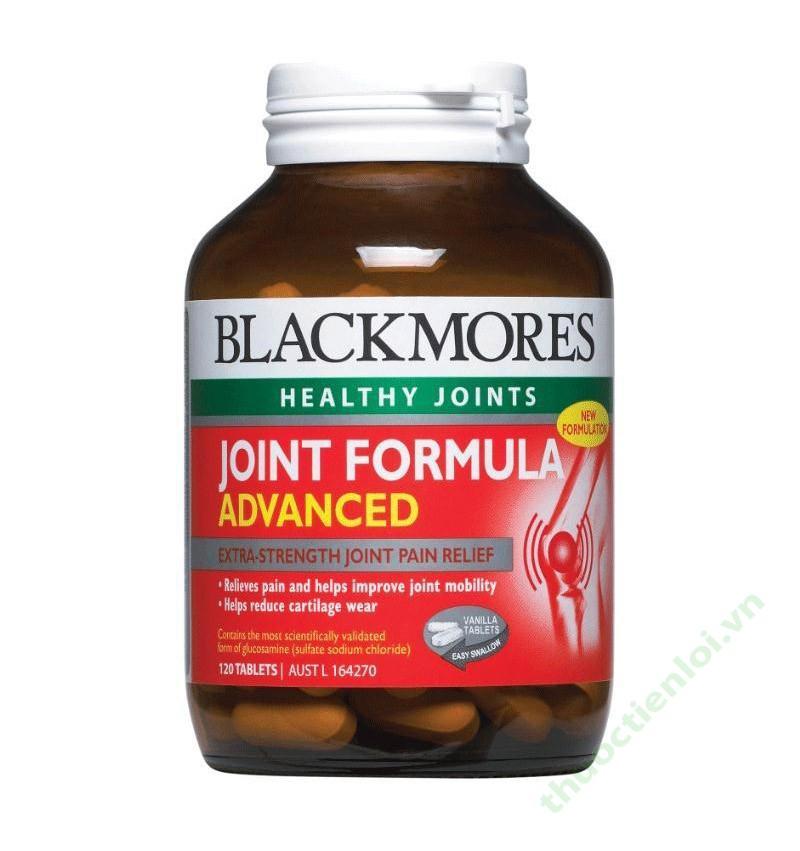 BLACKMORES
HEALTHY JOINTS
NEW
FORMULATION
JOINT FORMULA
ADVANCED
EXTRA-STRENGTH JOINT PAIN RELIEF
• Relieves pain and helps improve joint mobility
• Helps reduce cartilage wear
Contains the most scientifically validated
form of glucosamine (sulfate sodium chloride)
120 TABLETS | AUST L 164270
VANILLA
TABLETS
EASY SWALLOW
thuoctienloi.vn